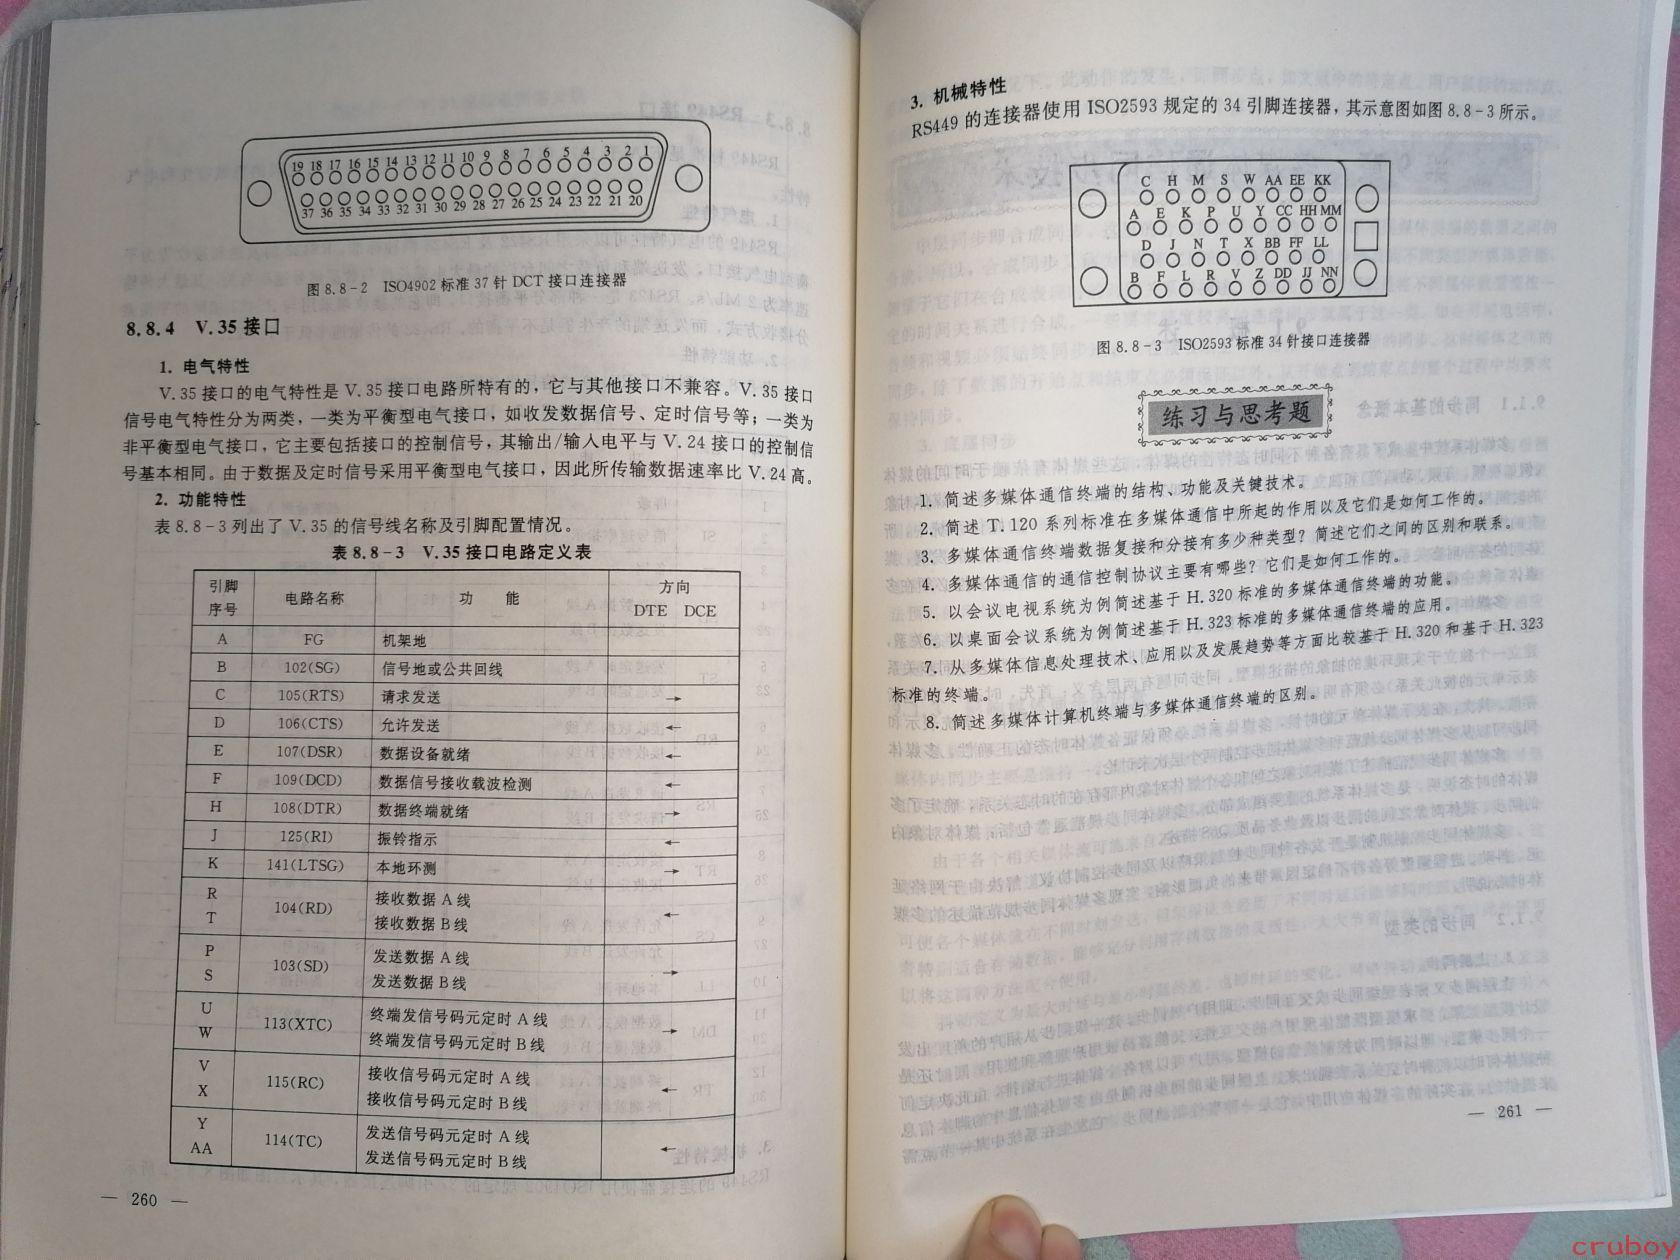 19 18 17 16 15 14 13 12 11 10 9 8 7 6 5 4 3 2 1
37 36 35 34 33 32 31 30 29 28 27 26 25 24 23 22 21 20
图 8.8-2 ISO4902 标准 37 针 DCT 接口连接器
8.8.4 V.35 接口
1. 电气特性
V.35 接口的电气特性是 V.35 接口电路所特有的，它与其他接口不兼容。V.35 接口
信号电气特性分为两类，一类为平衡型电气接口，如收发数据信号、定时信号等；一类为
非平衡型电气接口，它主要包括接口的控制信号，其输出/输入电平与 V.24 接口的控制信
号基本相同。由于数据及定时信号采用平衡型电气接口，因此所传输数据速率比 V.24 高。
2. 功能特性
表 8.8-3 列出了 V.35 的信号线名称及引脚配置情况。
表 8.8-3 V.35 接口电路定义表
引脚序号 电路名称 功 能 方向 DTE DCE
A FG 机架地
B 102(SG) 信号地或公共回线
C 105(RTS) 请求发送 →
D 106(CTS) 允许发送 ←
E 107(DSR) 数据设备就绪 ←
F 109(DCD) 数据信号接收载波检测 ←
H 108(DTR) 数据终端就绪 →
J 125(RI) 振铃指示 ←
K 141(LTSG) 本地环测 →
R 104(RD) 接收数据 A 线 ←
T 接收数据 B 线
P 103(SD) 发送数据 A 线 →
S 发送数据 B 线
U 113(XTC) 终端发信号码元定时 A 线 →
W 终端发信号码元定时 B 线
V 115(RC) 接收信号码元定时 A 线 ←
X 接收信号码元定时 B 线
Y 114(TC) 发送信号码元定时 A 线 ←
AA 发送信号码元定时 B 线
— 260 —
3. 机械特性
RS449 的连接器使用 ISO2593 规定的 34 引脚连接器，其示意图如图 8.8-3 所示。
C H M S W AA EE KK
A E K P U Y CC HH MM
D J N T X BB FF LL
B F L R V Z DD JJ NN
图 8.8-3 ISO2593 标准 34 针接口连接器
练习与思考题
1. 简述多媒体通信终端的结构、功能及关键技术。
2. 简述 T.120 系列标准在多媒体通信中所起的作用以及它们是如何工作的。
3. 多媒体通信终端数据复接和分接有多少种类型？简述它们之间的区别和联系。
4. 多媒体通信的通信控制协议主要有哪些？它们是如何工作的。
5. 以会议电视系统为例简述基于 H.320 标准的多媒体通信终端的功能。
6. 以桌面会议系统为例简述基于 H.323 标准的多媒体通信终端的应用。
7. 从多媒体信息处理技术、应用以及发展趋势等方面比较基于 H.320 和基于 H.323
标准的终端。
8. 简述多媒体计算机终端与多媒体通信终端的区别。
— 261 —
cruboy